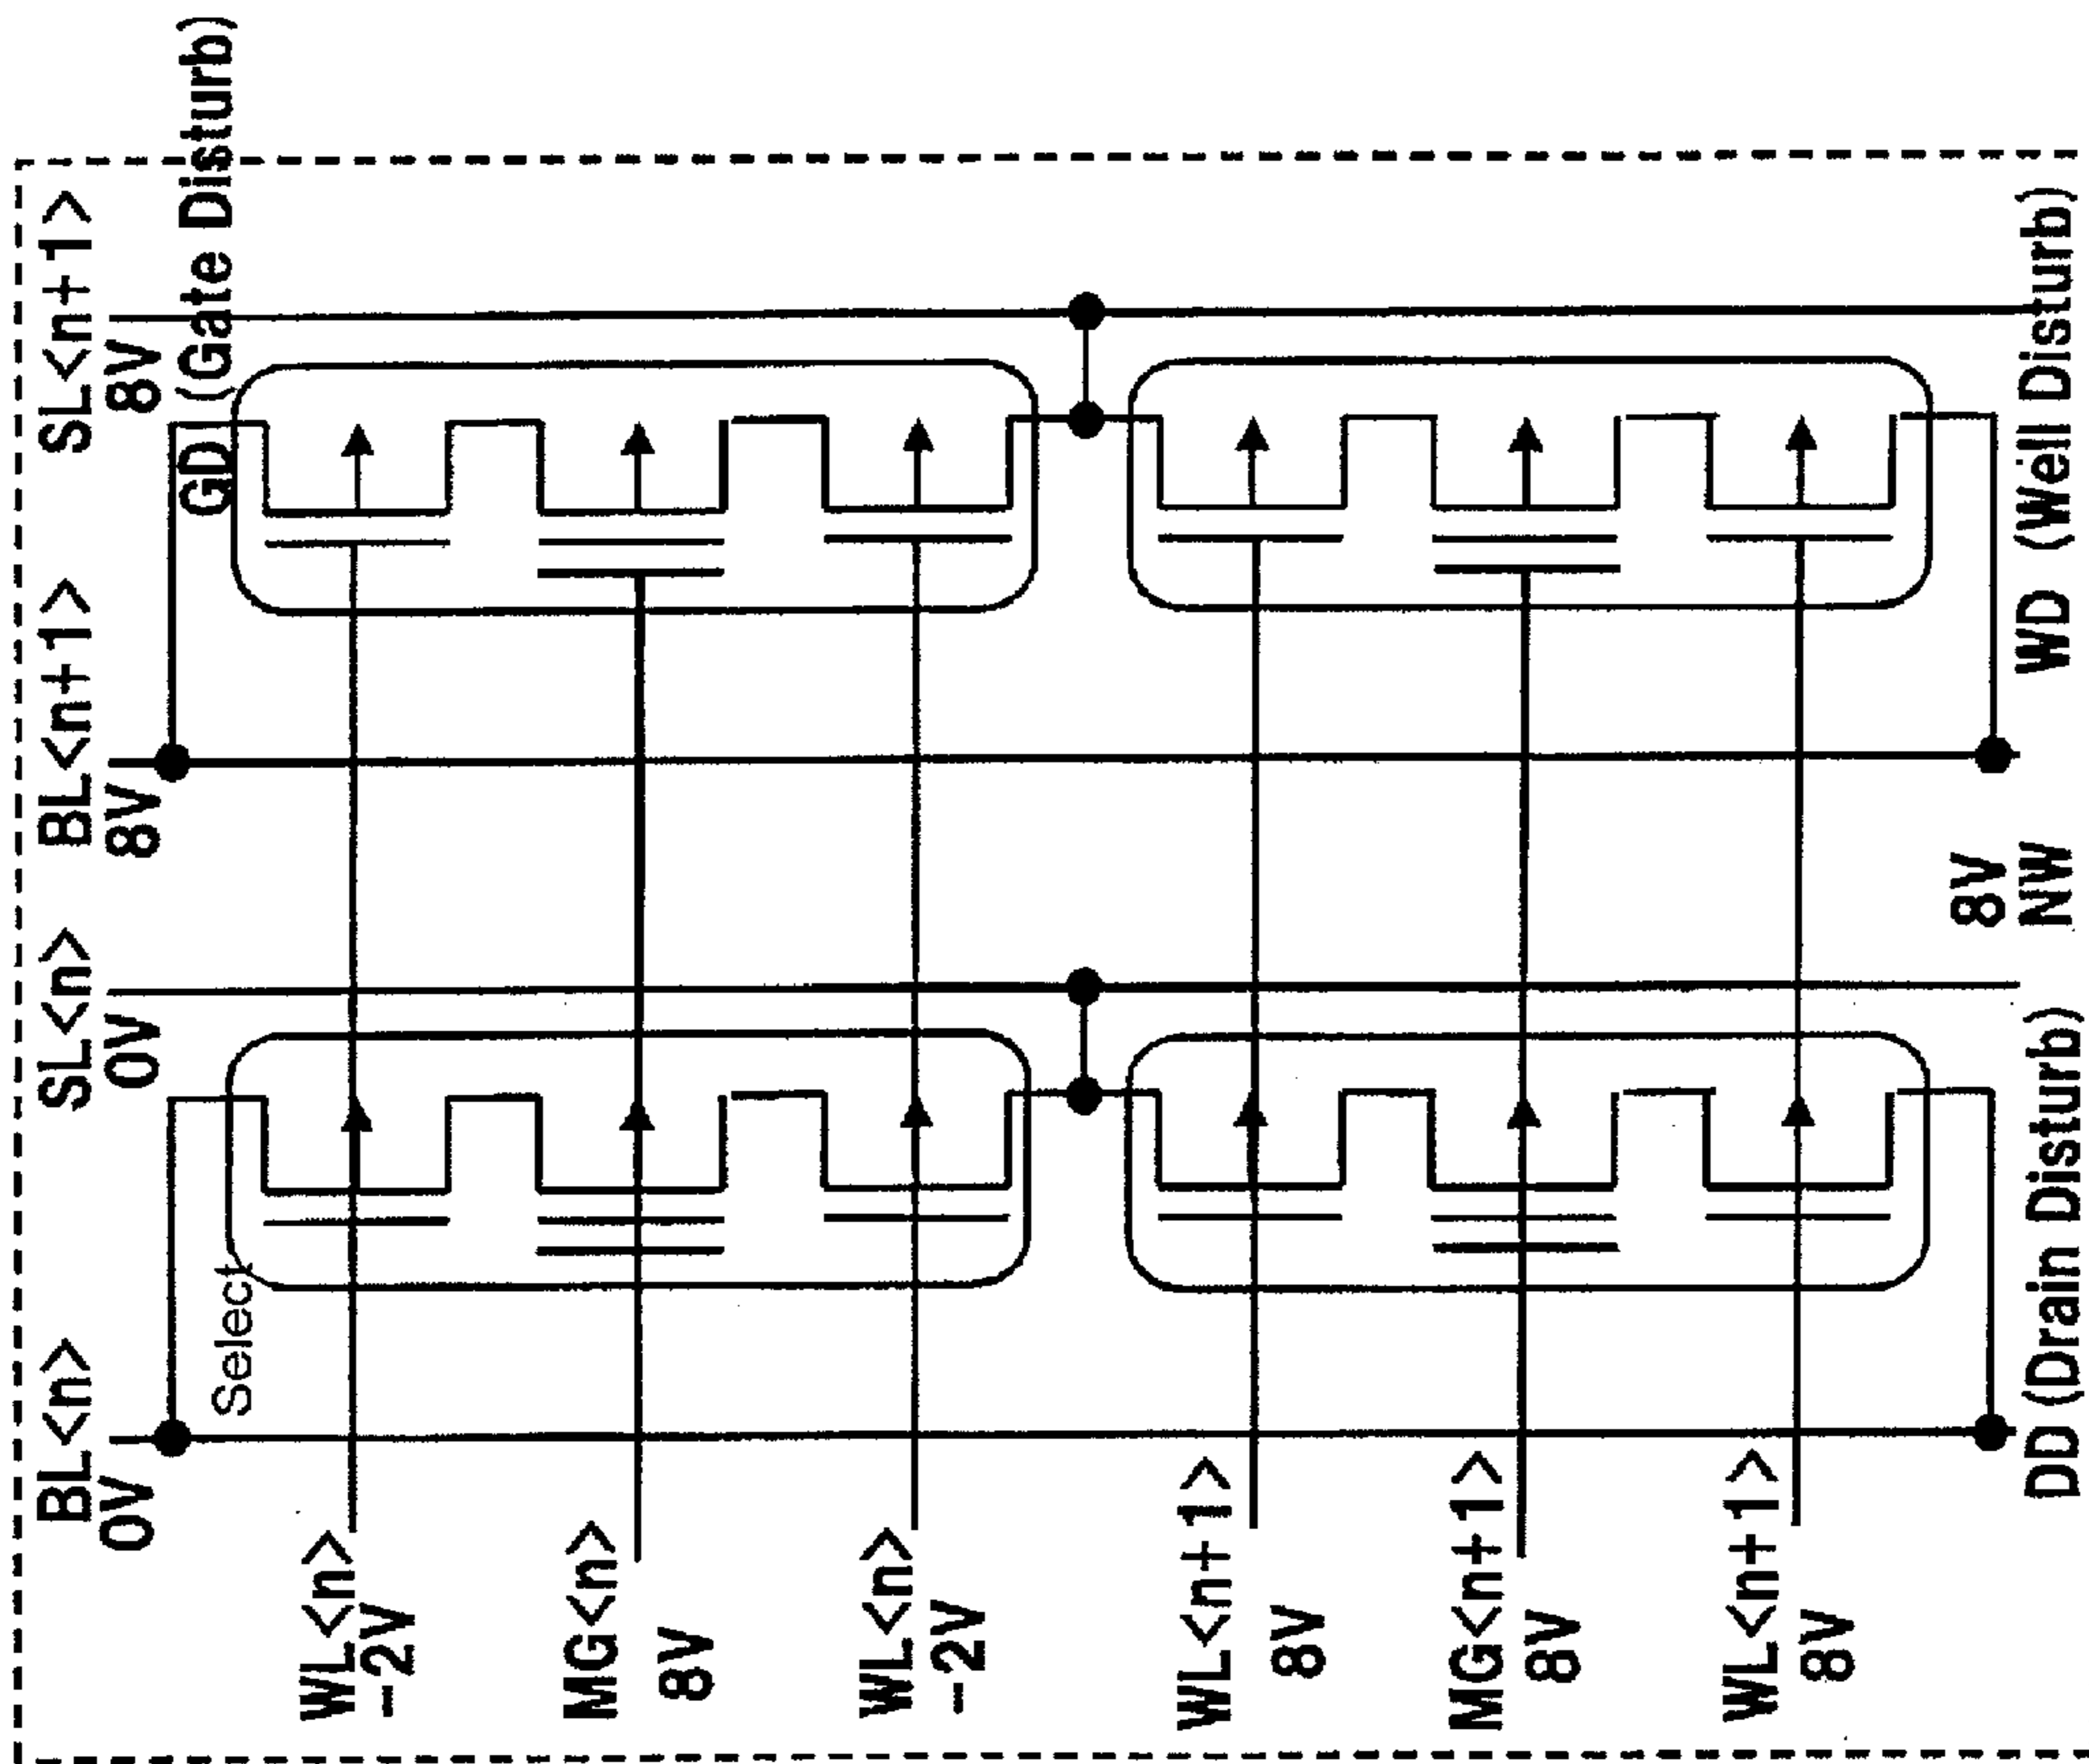 BL<n>
0V
SL<n>
0V
BL<n+1>
8V
SL<n+1>
8V
Select
GD (Gate Disturb)
WL<n>
-2V
MG<n>
8V
WL<n>
-2V
WL<n+1>
8V
MG<n+1>
8V
WL<n+1>
8V
8V
NW
DD (Drain Disturb)
WD (Well Disturb)